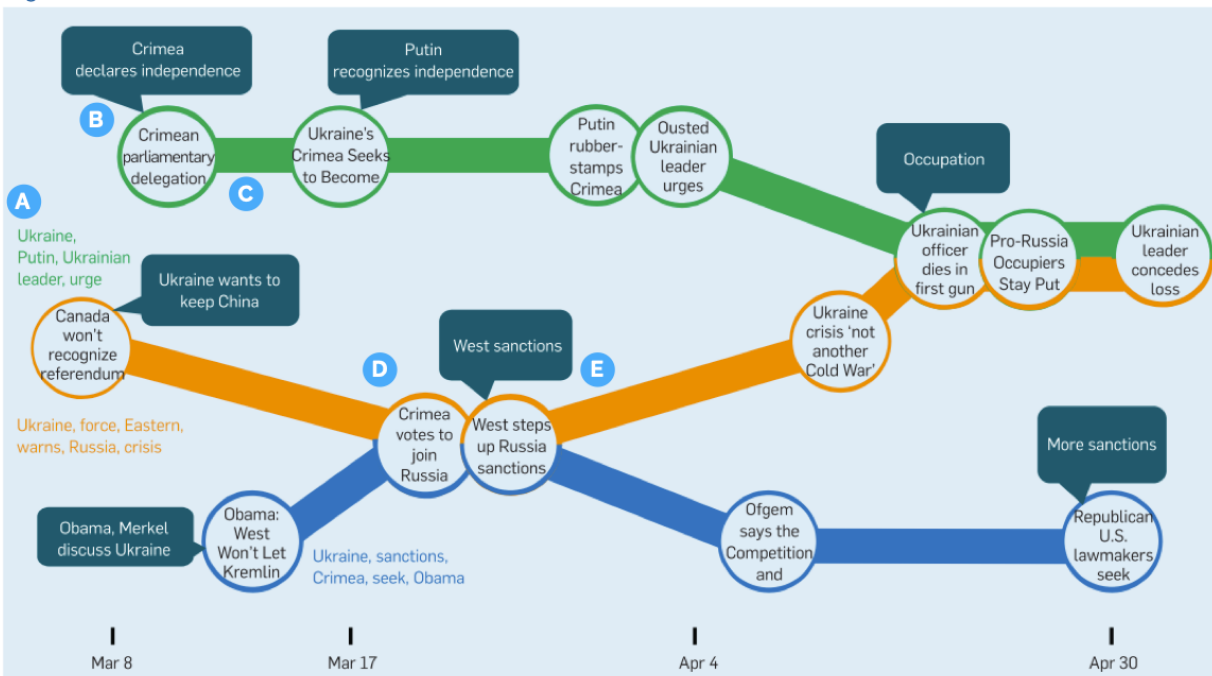 Crimea
declares independence
Putin
recognizes independence
B
Crimean
parliamentary
delegation
Ukraine's
Crimea Seeks
to Become
Putin
rubber-
stamps
Crimea
Ousted
Ukrainian
leader
urges
Occupation
C
A
Ukraine,
Putin, Ukrainian
leader, urge
Ukrainian
officer
dies in
first gun
Pro-Russia
Occupiers
Stay Put
Ukrainian
leader
concedes
loss
Ukraine wants to
keep China
Canada
won't
recognize
referendum
West sanctions
Ukraine
crisis 'not
another
Cold War'
D
E
Ukraine, force, Eastern,
warns, Russia, crisis
Crimea
votes to
join
Russia
West steps
up Russia
sanctions
More sanctions
Obama, Merkel
discuss Ukraine
Obama:
West
Won't Let
Kremlin
Ukraine, sanctions,
Crimea, seek, Obama
Ofgem
says the
Competition
and
Republican
U.S.
lawmakers
seek
Mar 8
Mar 17
Apr 4
Apr 30